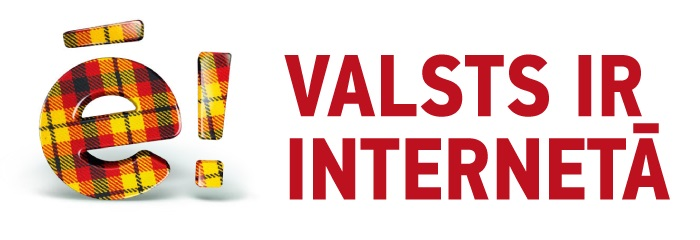 ē!
VALSTS IR
INTERNETĀ